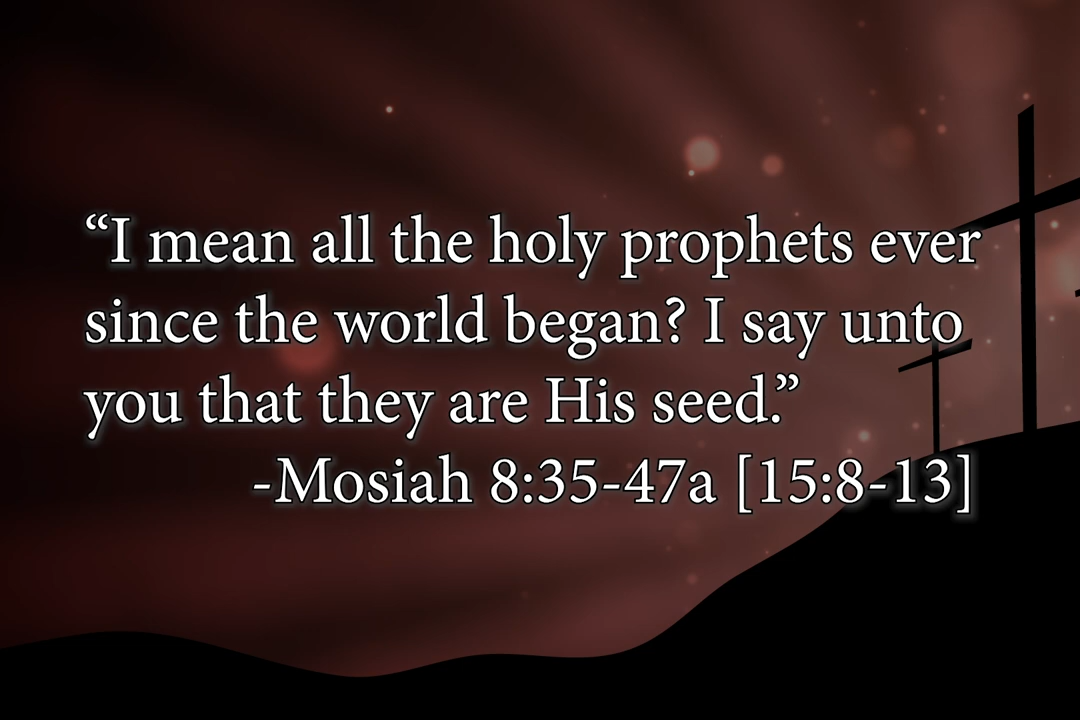 “I mean all the holy prophets ever
since the world began? I say unto
you that they are His seed.”
-Mosiah 8:35-47a [15:8-13]